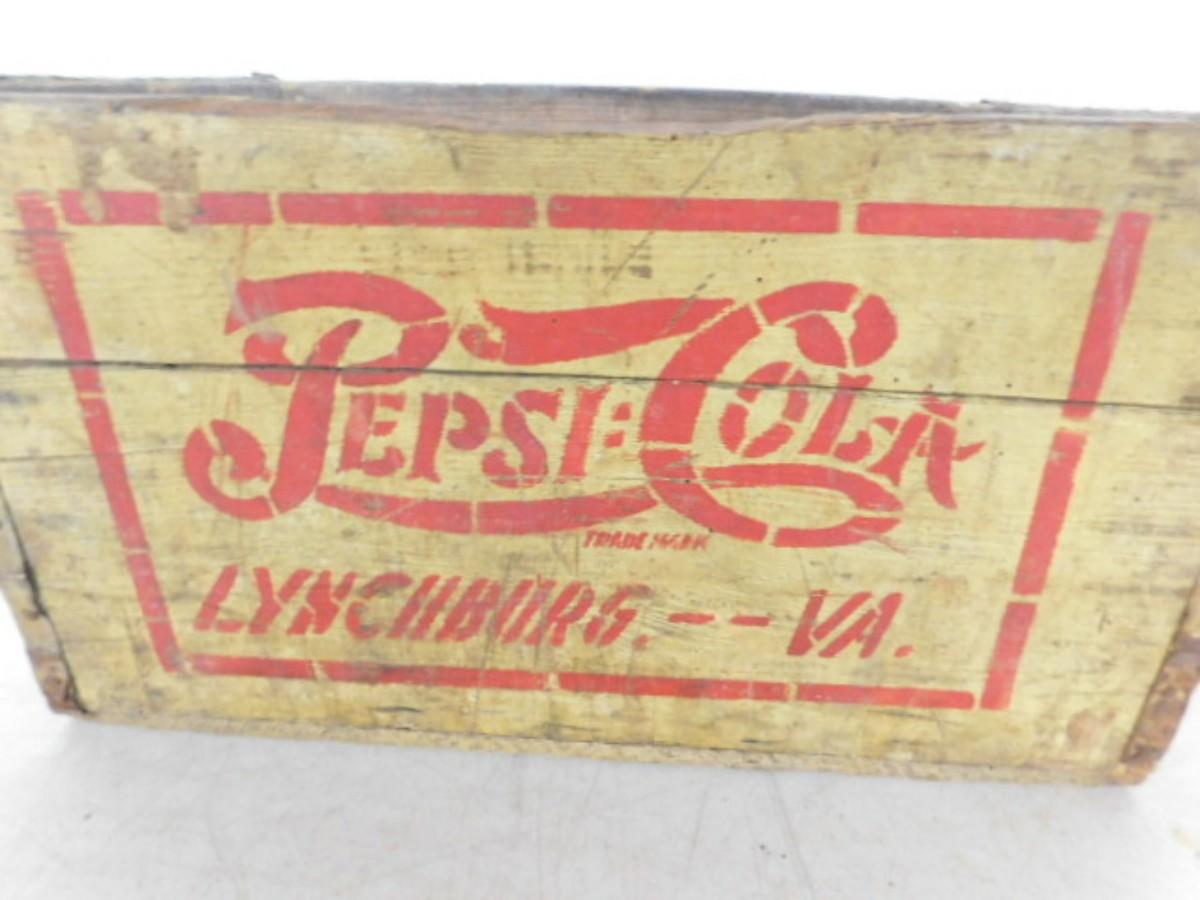 PEPSI:COLA
TRADE MARK
LYNCHBURG.--VA.